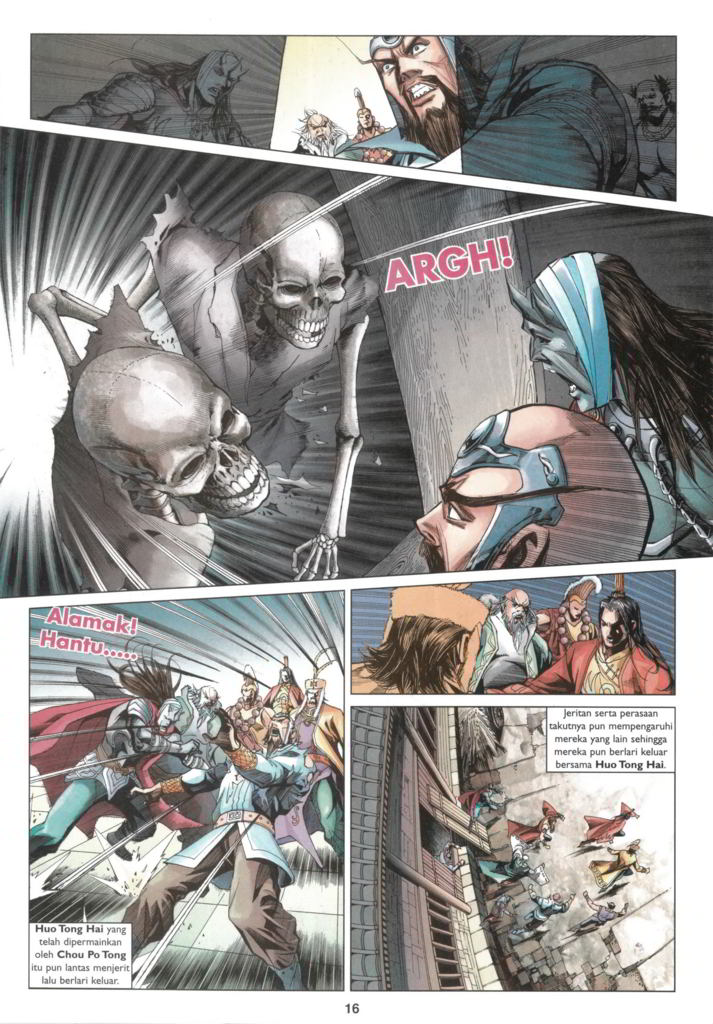 ARGH!
Alamak!
Hantu.....
Huo Tong Hai yang
telah dipermainkan
oleh Chou Po Tong
itu pun lantas menjerit
lalu berlari keluar.
Jeritan serta perasaan
takutnya pun mempengaruhi
mereka yang lain sehingga
mereka pun berlari keluar
bersama Huo Tong Hai.
16